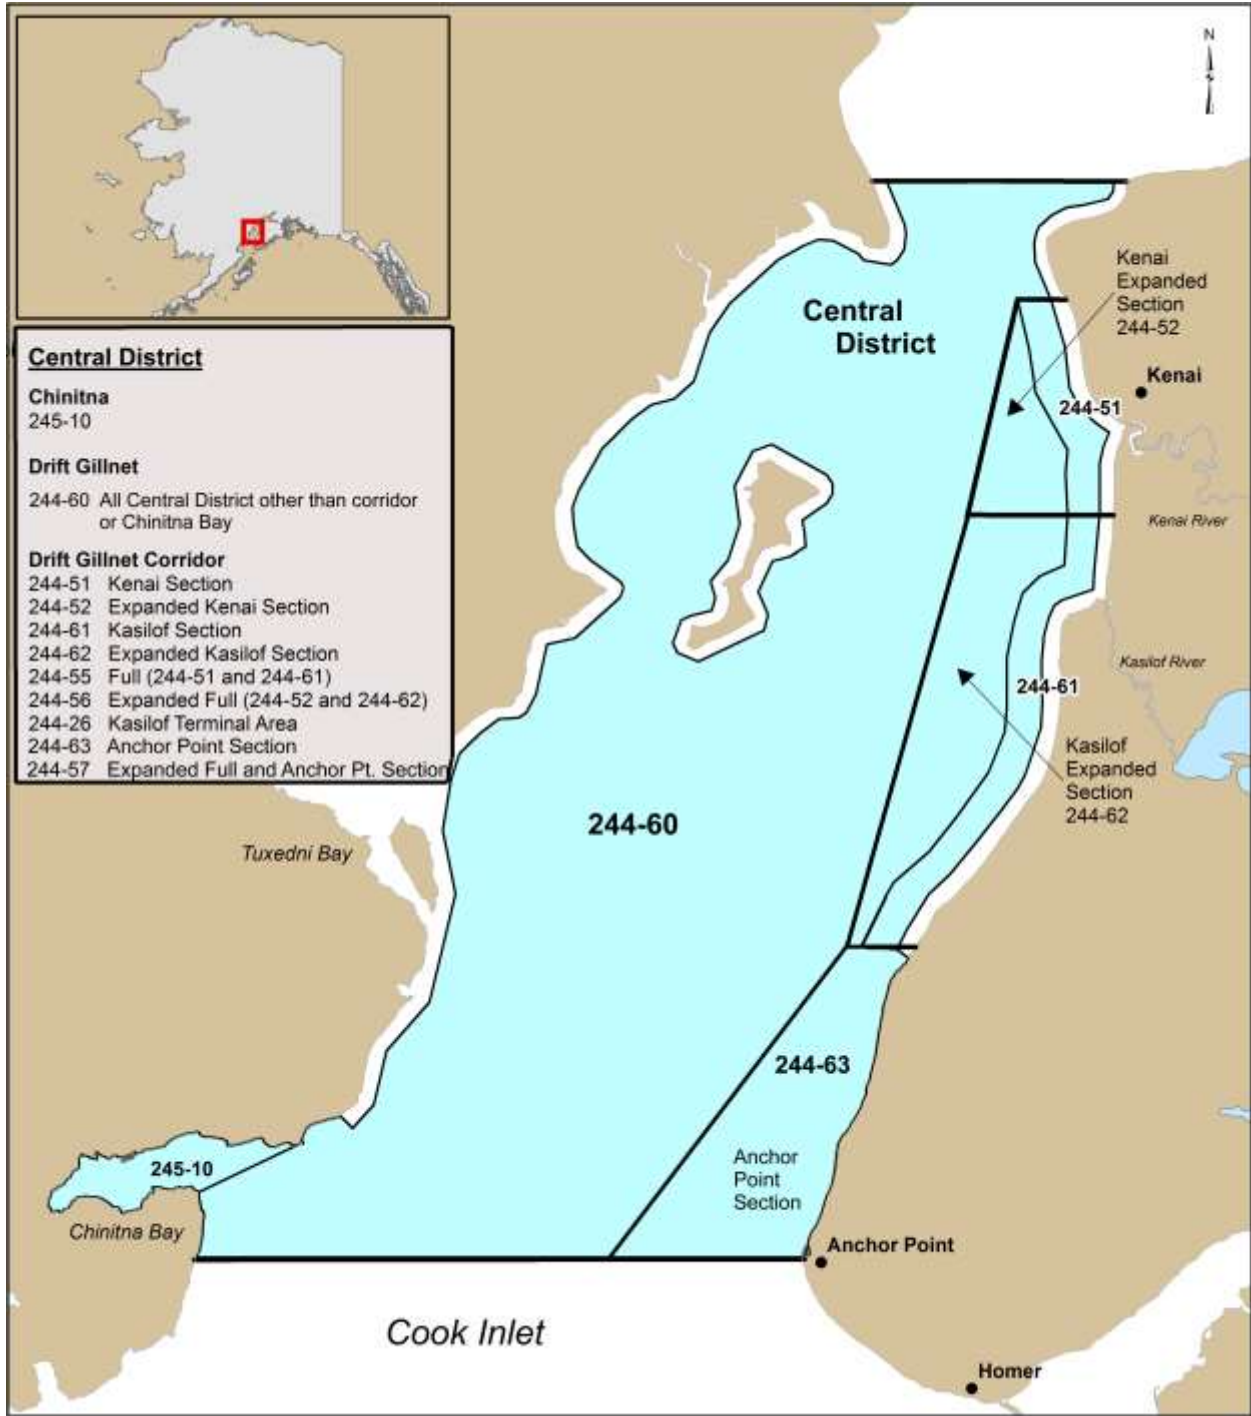 N
Central District
Chinitna
245-10
Drift Gillnet
244-60 All Central District other than corridor
or Chinitna Bay
Drift Gillnet Corridor
244-51 Kenai Section
244-52 Expanded Kenai Section
244-61 Kasilof Section
244-62 Expanded Kasilof Section
244-55 Full (244-51 and 244-61)
244-56 Expanded Full (244-52 and 244-62)
244-26 Kasilof Terminal Area
244-63 Anchor Point Section
244-57 Expanded Full and Anchor Pt. Section
Central
District
Kenai
Expanded
Section
244-52
Kenai
244-51
Kenai River
Kasilof River
244-61
Kasilof
Expanded
Section
244-62
244-60
Tuxedni Bay
244-63
Anchor
Point
Section
245-10
Chinitna Bay
Anchor Point
Cook Inlet
Homer